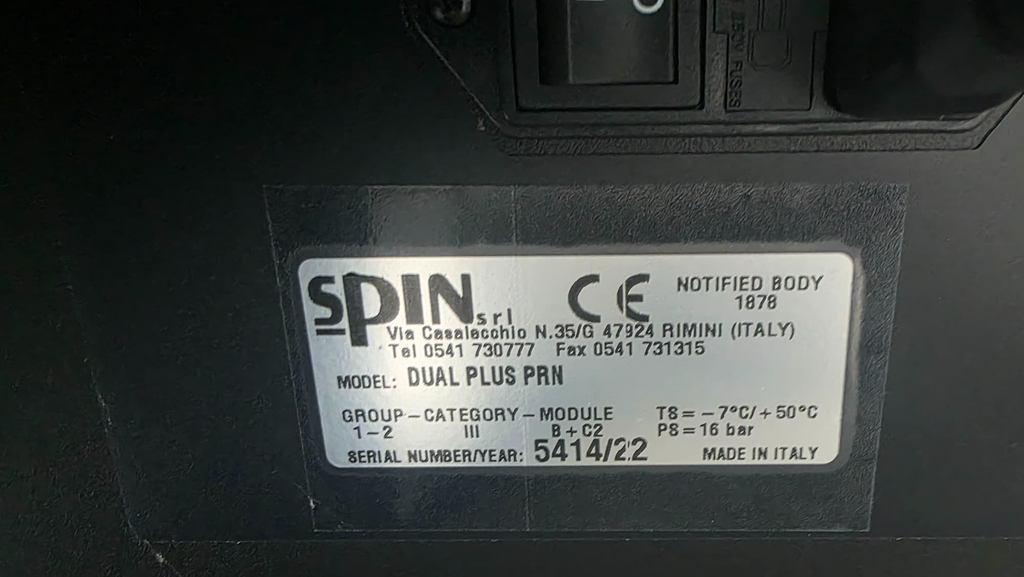 250V FUSES
SPIN srl
CE
NOTIFIED BODY
1878
Via Casalecchio N.35/G 47924 RIMINI (ITALY)
Tel 0541 730777 Fax 0541 731315
MODEL: DUAL PLUS PRN
GROUP-CATEGORY-MODULE
1-2 III B+C2
TS= -7°C/+50°C
PS=16 bar
SERIAL NUMBER/YEAR: 5414/22
MADE IN ITALY